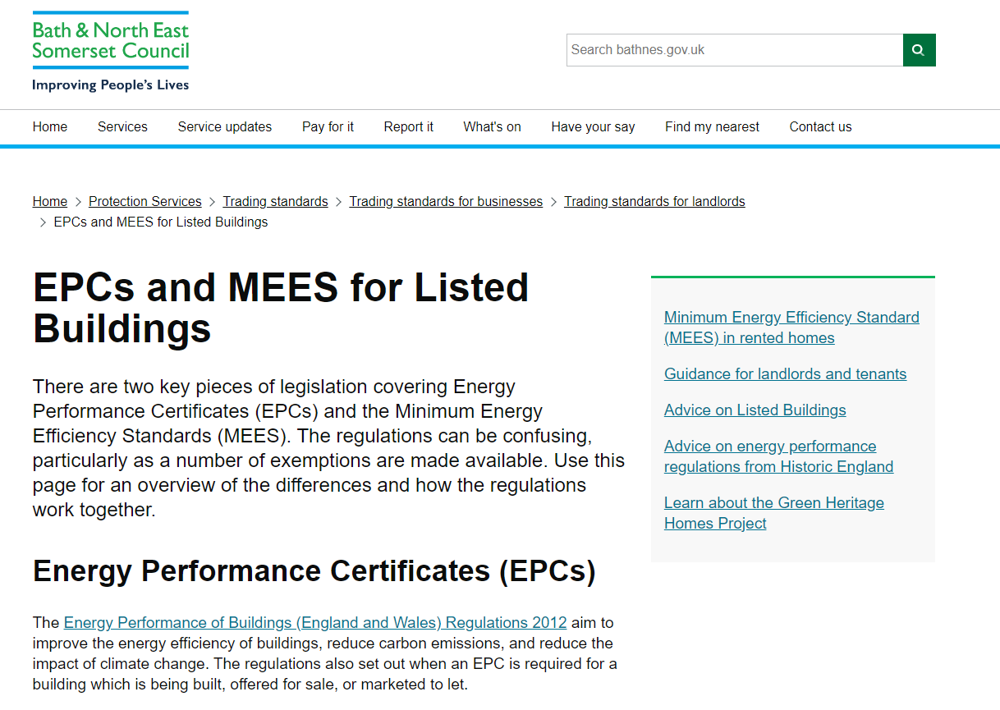 Bath & North East
Somerset Council
Improving People's Lives
Search bathnes.gov.uk
Home Services Service updates Pay for it Report it What's on Have your say Find my nearest Contact us
Home > Protection Services > Trading standards > Trading standards for businesses > Trading standards for landlords
> EPCs and MEES for Listed Buildings
EPCs and MEES for Listed
Buildings
There are two key pieces of legislation covering Energy
Performance Certificates (EPCs) and the Minimum Energy
Efficiency Standards (MEES). The regulations can be confusing,
particularly as a number of exemptions are made available. Use this
page for an overview of the differences and how the regulations
work together.
Energy Performance Certificates (EPCs)
The Energy Performance of Buildings (England and Wales) Regulations 2012 aim to
improve the energy efficiency of buildings, reduce carbon emissions, and reduce the
impact of climate change. The regulations also set out when an EPC is required for a
building which is being built, offered for sale, or marketed to let.
Minimum Energy Efficiency Standard
(MEES) in rented homes
Guidance for landlords and tenants
Advice on Listed Buildings
Advice on energy performance
regulations from Historic England
Learn about the Green Heritage
Homes Project